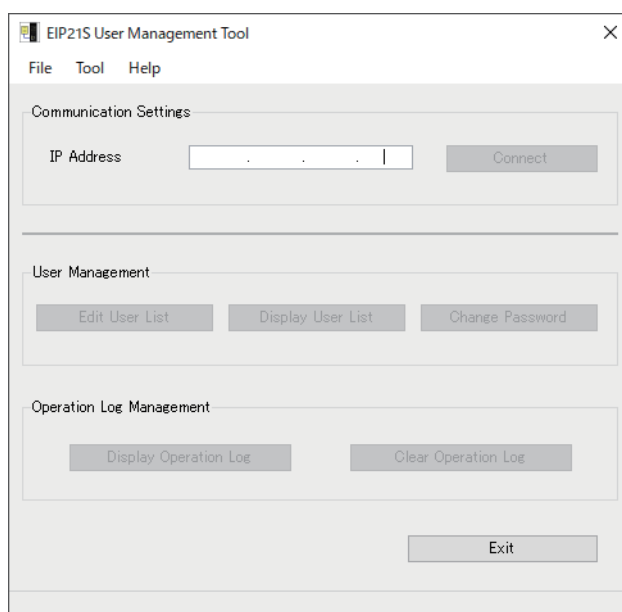 EIP21S User Management Tool
File Tool Help
Communication Settings
IP Address . . . Connect
User Management
Edit User List Display User List Change Password
Operation Log Management
Display Operation Log Clear Operation Log
Exit